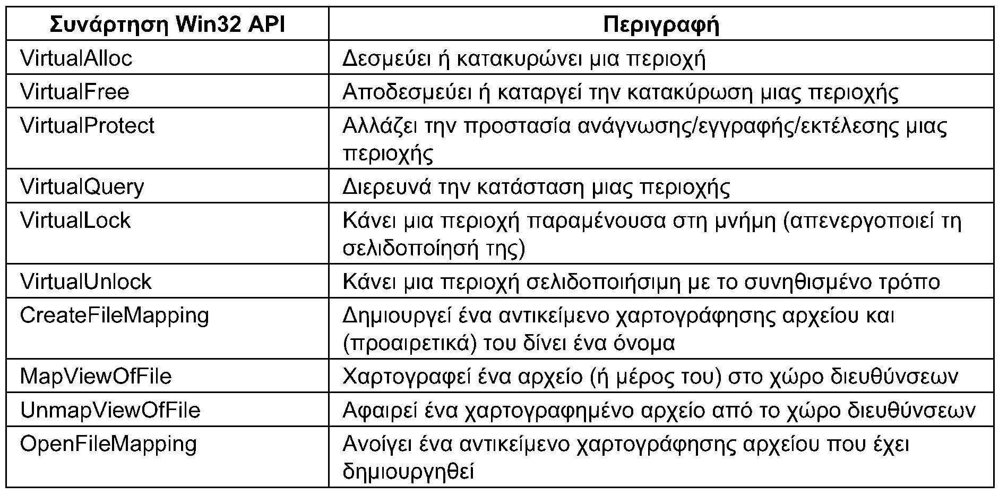 Συνάρτηση Win32 API
Περιγραφή
VirtualAlloc
Δεσμεύει ή κατακυρώνει μια περιοχή
VirtualFree
Αποδεσμεύει ή καταργεί την κατακύρωση μιας περιοχής
VirtualProtect
Αλλάζει την προστασία ανάγνωσης/εγγραφής/εκτέλεσης μιας
περιοχής
VirtualQuery
Διερευνά την κατάσταση μιας περιοχής
VirtualLock
Κάνει μια περιοχή παραμένουσα στη μνήμη (απενεργοποιεί τη
σελιδοποίησή της)
VirtualUnlock
Κάνει μια περιοχή σελιδοποιήσιμη με το συνηθισμένο τρόπο
CreateFileMapping
Δημιουργεί ένα αντικείμενο χαρτογράφησης αρχείου και
(προαιρετικά) του δίνει ένα όνομα
MapViewOfFile
Χαρτογραφεί ένα αρχείο (ή μέρος του) στο χώρο διευθύνσεων
UnmapViewOfFile
Αφαιρεί ένα χαρτογραφημένο αρχείο από το χώρο διευθύνσεων
OpenFileMapping
Ανοίγει ένα αντικείμενο χαρτογράφησης αρχείου που έχει
δημιουργηθεί